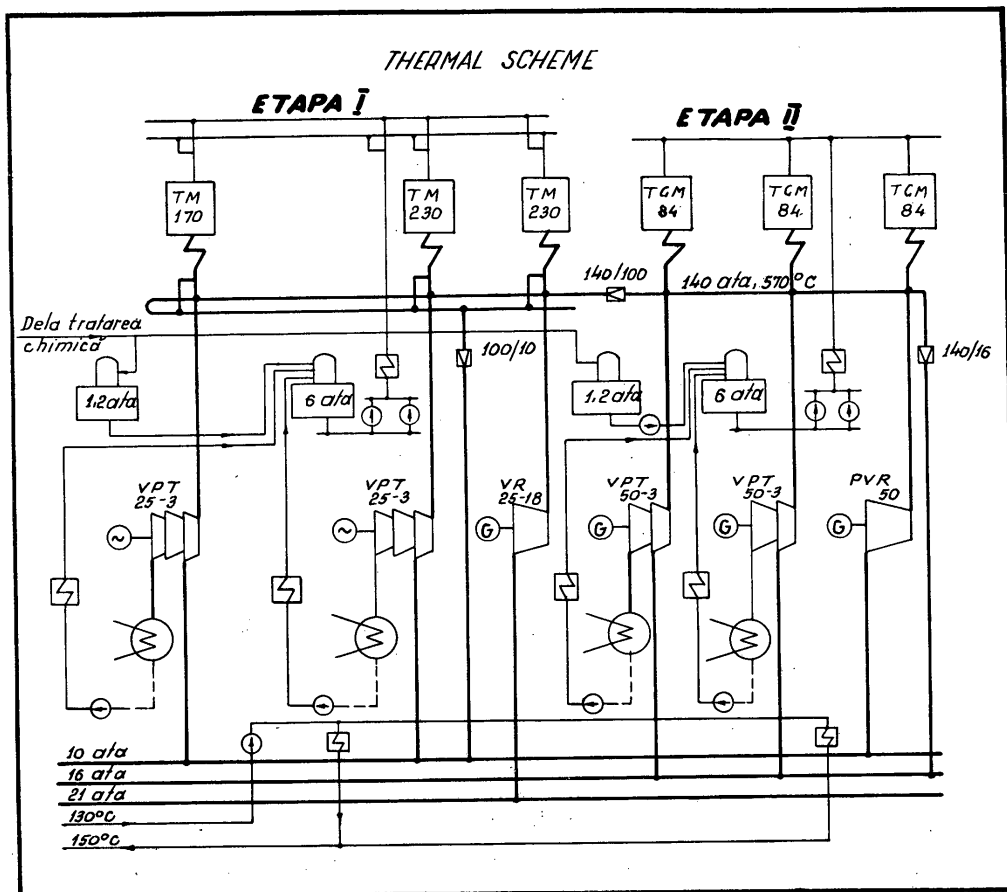 THERMAL SCHEME
ETAPA I
ETAPA II
TM
170
TM
230
TM
230
TGM
84
TGM
84
TGM
84
140/100
140 ata, 570°C
Dela tratarea
chimică
100/10
140/16
1,2 ata
6 ata
1,2 ata
6 ata
VPT
25-3
VPT
25-3
VR
25-18
VPT
50-3
VPT
50-3
PVR
50
~
~
G
G
G
G
10 ata
16 ata
21 ata
130°C
150°C